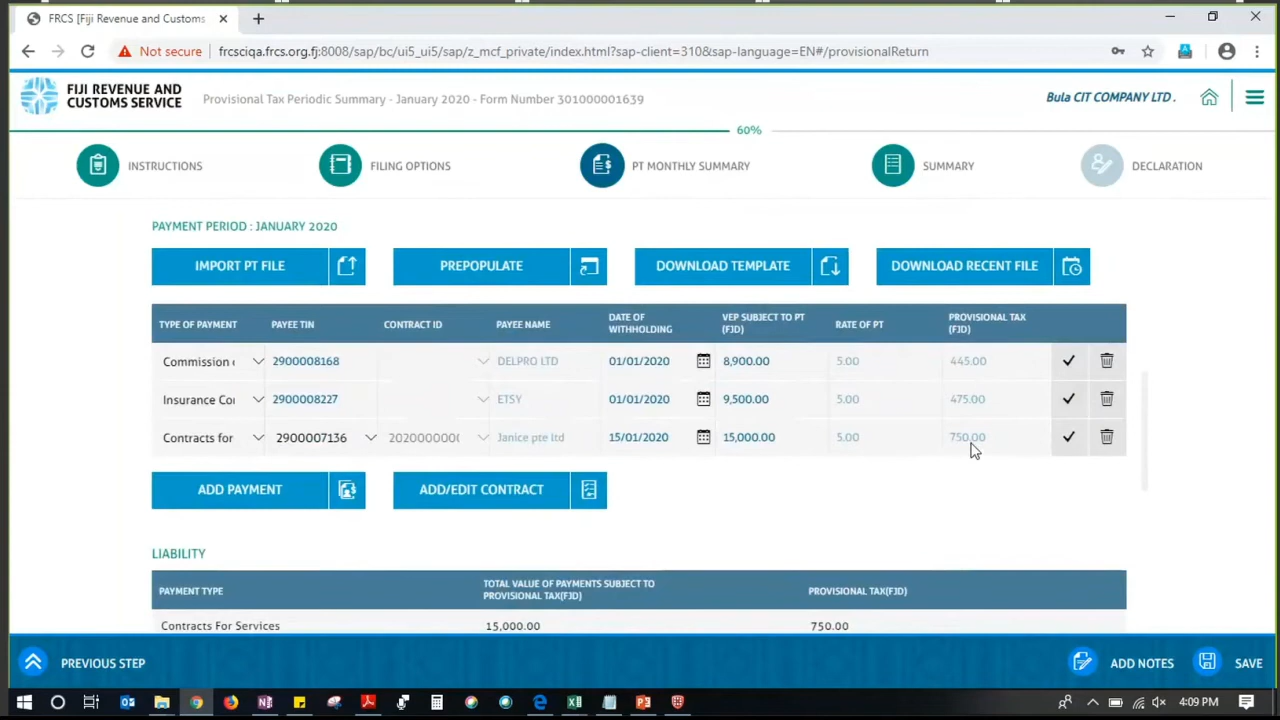 FRCS [Fiji Revenue and Customs
Not secure
frcsciqa.frcs.org.fj:8008/sap/bc/ui5_ui5/sap/z_mcf_private/index.html?sap-client=310&sap-language=EN#/provisionalReturn
FIJI REVENUE AND
CUSTOMS SERVICE
Provisional Tax Periodic Summary - January 2020 - Form Number 301000001639
Bula CIT COMPANY LTD .
60%
INSTRUCTIONS
FILING OPTIONS
PT MONTHLY SUMMARY
SUMMARY
DECLARATION
PAYMENT PERIOD : JANUARY 2020
IMPORT PT FILE
PREPOPULATE
DOWNLOAD TEMPLATE
DOWNLOAD RECENT FILE
TYPE OF PAYMENT
PAYEE TIN
CONTRACT ID
PAYEE NAME
DATE OF
WITHHOLDING
VEP SUBJECT TO PT
(FJD)
RATE OF PT
PROVISIONAL TAX
(FJD)
Commission 2900008168 DELPRO LTD 01/01/2020 8,900.00 5.00 445.00
Insurance Co 2900008227 ETSY 01/01/2020 9,500.00 5.00 475.00
Contracts for 2900007136 2020000000 Janice pte ltd 15/01/2020 15,000.00 5.00 750.00
ADD PAYMENT
ADD/EDIT CONTRACT
LIABILITY
PAYMENT TYPE
TOTAL VALUE OF PAYMENTS SUBJECT TO
PROVISIONAL TAX(FJD)
PROVISIONAL TAX(FJD)
Contracts For Services 15,000.00 750.00
PREVIOUS STEP
ADD NOTES
SAVE
4:09 PM